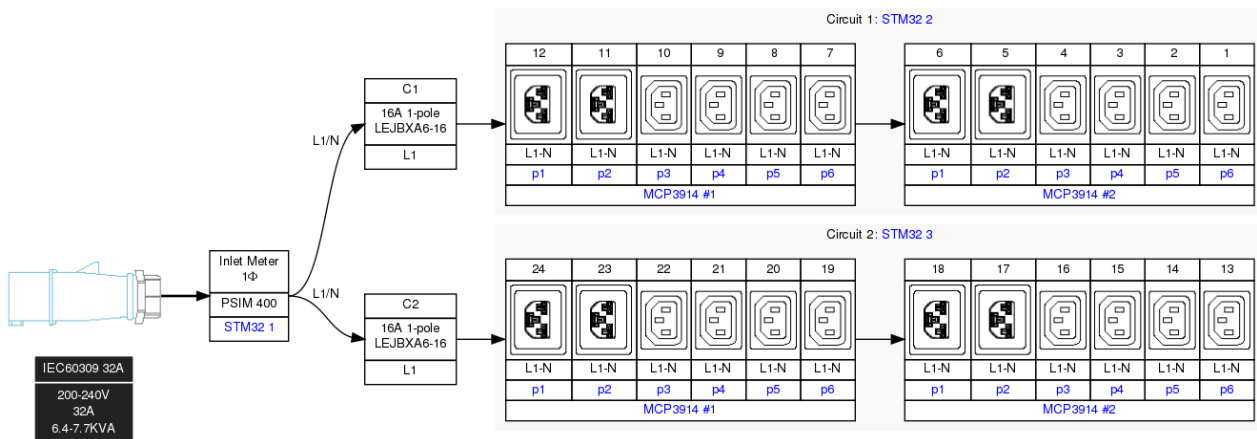 Circuit 1: STM32 2
12 11 10 9 8 7
L1-N L1-N L1-N L1-N L1-N L1-N
p1 p2 p3 p4 p5 p6
MCP3914 #1
6 5 4 3 2 1
L1-N L1-N L1-N L1-N L1-N L1-N
p1 p2 p3 p4 p5 p6
MCP3914 #2
C1
16A 1-pole
LEJBXA6-16
L1
L1/N
Inlet Meter
1Φ
PSIM 400
STM32 1
L1/N
C2
16A 1-pole
LEJBXA6-16
L1
Circuit 2: STM32 3
24 23 22 21 20 19
L1-N L1-N L1-N L1-N L1-N L1-N
p1 p2 p3 p4 p5 p6
MCP3914 #1
18 17 16 15 14 13
L1-N L1-N L1-N L1-N L1-N L1-N
p1 p2 p3 p4 p5 p6
MCP3914 #2
IEC60309 32A
200-240V
32A
6.4-7.7KVA